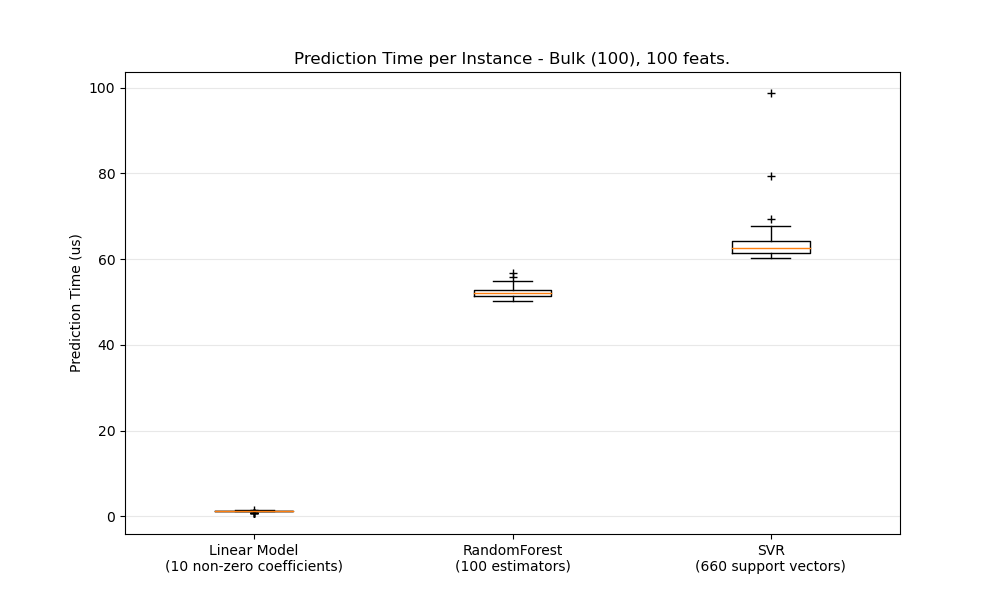 Prediction Time per Instance - Bulk (100), 100 feats.
100
80
60
40
20
0
Prediction Time (us)
Linear Model
(10 non-zero coefficients)
RandomForest
(100 estimators)
SVR
(660 support vectors)